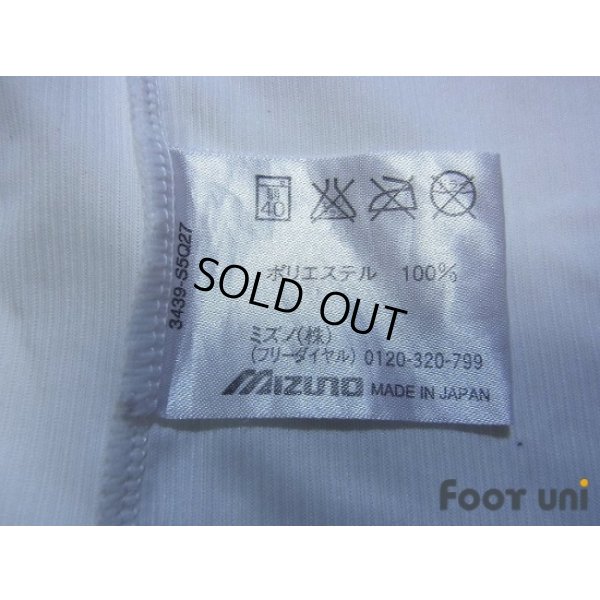 40
ポリエステル 100%
SOLD OUT
ミズノ(株)
(フリーダイヤル) 0120-320-799
MIZUNO MADE IN JAPAN
3439-S5Q27
FOOT UNI